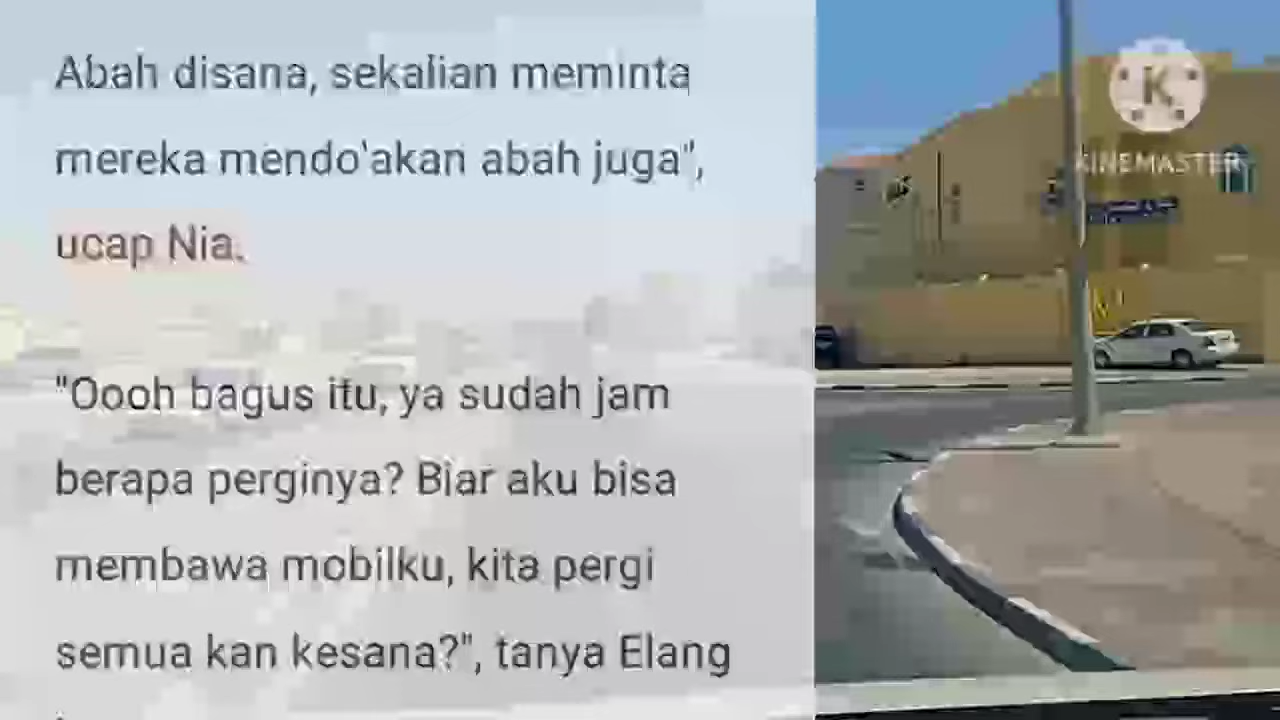 Abah disana, sekalian meminta
mereka mendo'akan abah juga",
ucap Nia.
"Oooh bagus itu, ya sudah jam
berapa perginya? Biar aku bisa
membawa mobilku, kita pergi
semua kan kesana?", tanya Elang
K
KINEMASTER